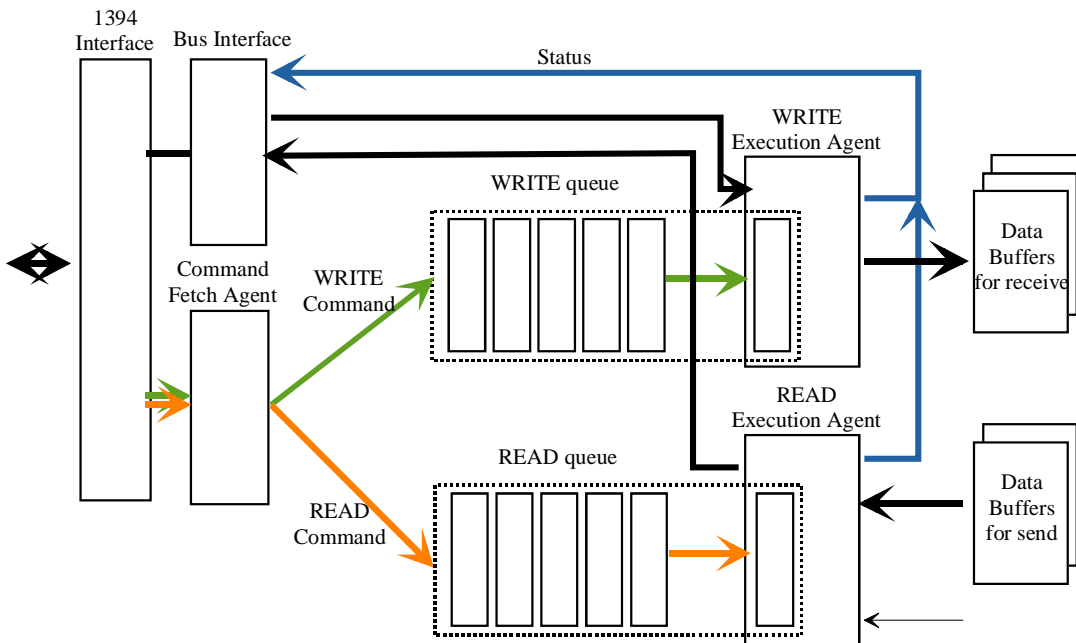 1394
Interface
Bus Interface
Status
WRITE
Execution Agent
WRITE queue
Data
Buffers
for receive
Command
Fetch Agent
WRITE
Command
READ
Execution Agent
READ queue
Data
Buffers
for send
READ
Command